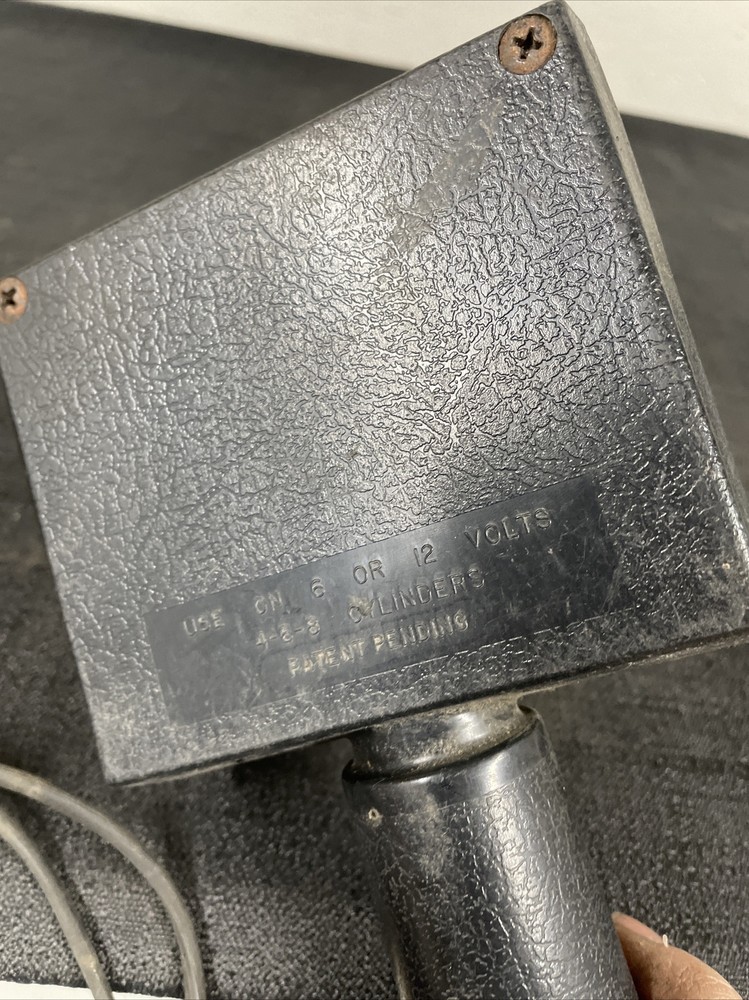 USE ON 6 OR 12 VOLTS
4-6-8 CYLINDERS
PATENT PENDING